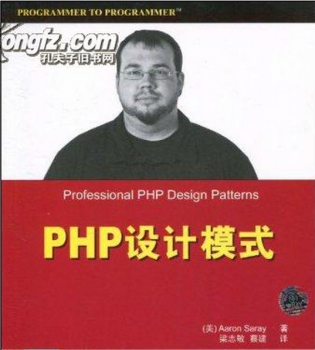 PROGRAMMER TO PROGRAMMER™
ongfz.com
孔夫子旧书网
Professional PHP Design Patterns
PHP设计模式
(美) Aaron Saray 著
梁志敏 蔡建 译